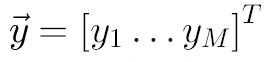 $\vec{y} = [y_1 \ldots y_M]^T$